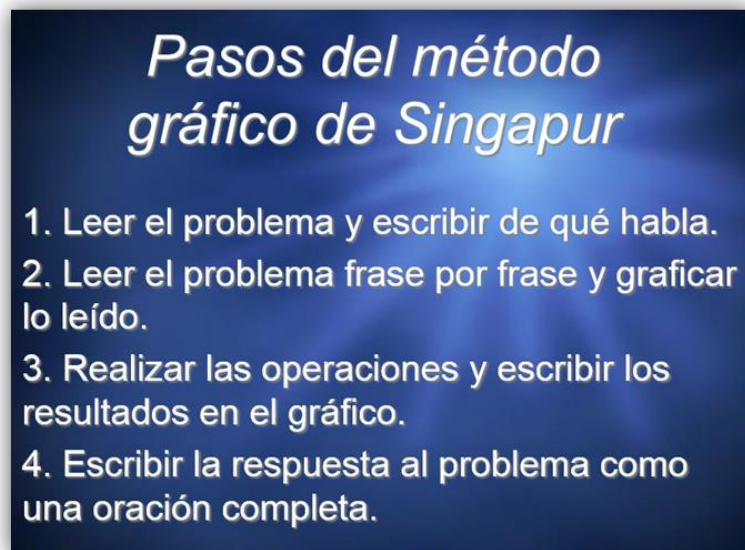 Pasos del método
gráfico de Singapur
1. Leer el problema y escribir de qué habla.
2. Leer el problema frase por frase y graficar
lo leído.
3. Realizar las operaciones y escribir los
resultados en el gráfico.
4. Escribir la respuesta al problema como
una oración completa.